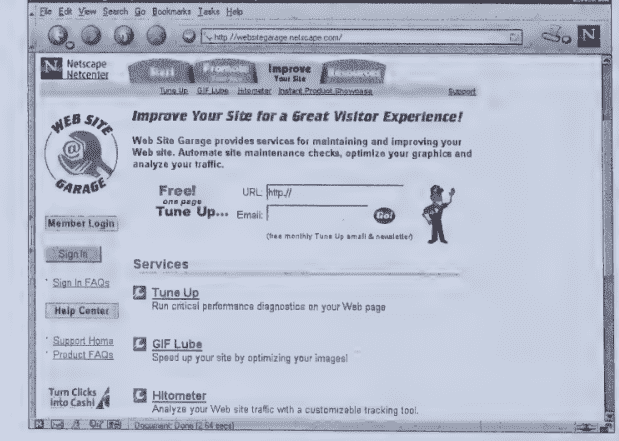 File Edit View Search Go Bookmarks Tasks Help
http://websitegarage.netscape.com/
N
Netscape
Netcenter
Buy
Promote
Improve
Your Site
Resources
Tune Up GIF Lube Hitometer Instant Product Showcase Support
WEB SITE
@
GARAGE
Improve Your Site for a Great Visitor Experience!
Web Site Garage provides services for maintaining and improving your
Web site. Automate site maintenance checks, optimize your graphics and
analyze your traffic.
Free!
one page
Tune Up...
URL: http://
Email:
Go!
(free monthly Tune Up email & newsletter)
Member Login
Sign In
Sign In FAQs
Help Center
Support Home
Product FAQs
Turn Clicks
Into Cash!
Services
Tune Up
Run critical performance diagnostics on your Web page
GIF Lube
Speed up your site by optimizing your images!
Hitometer
Analyze your Web site traffic with a customizable tracking tool.
Document: Done (2.64 secs)